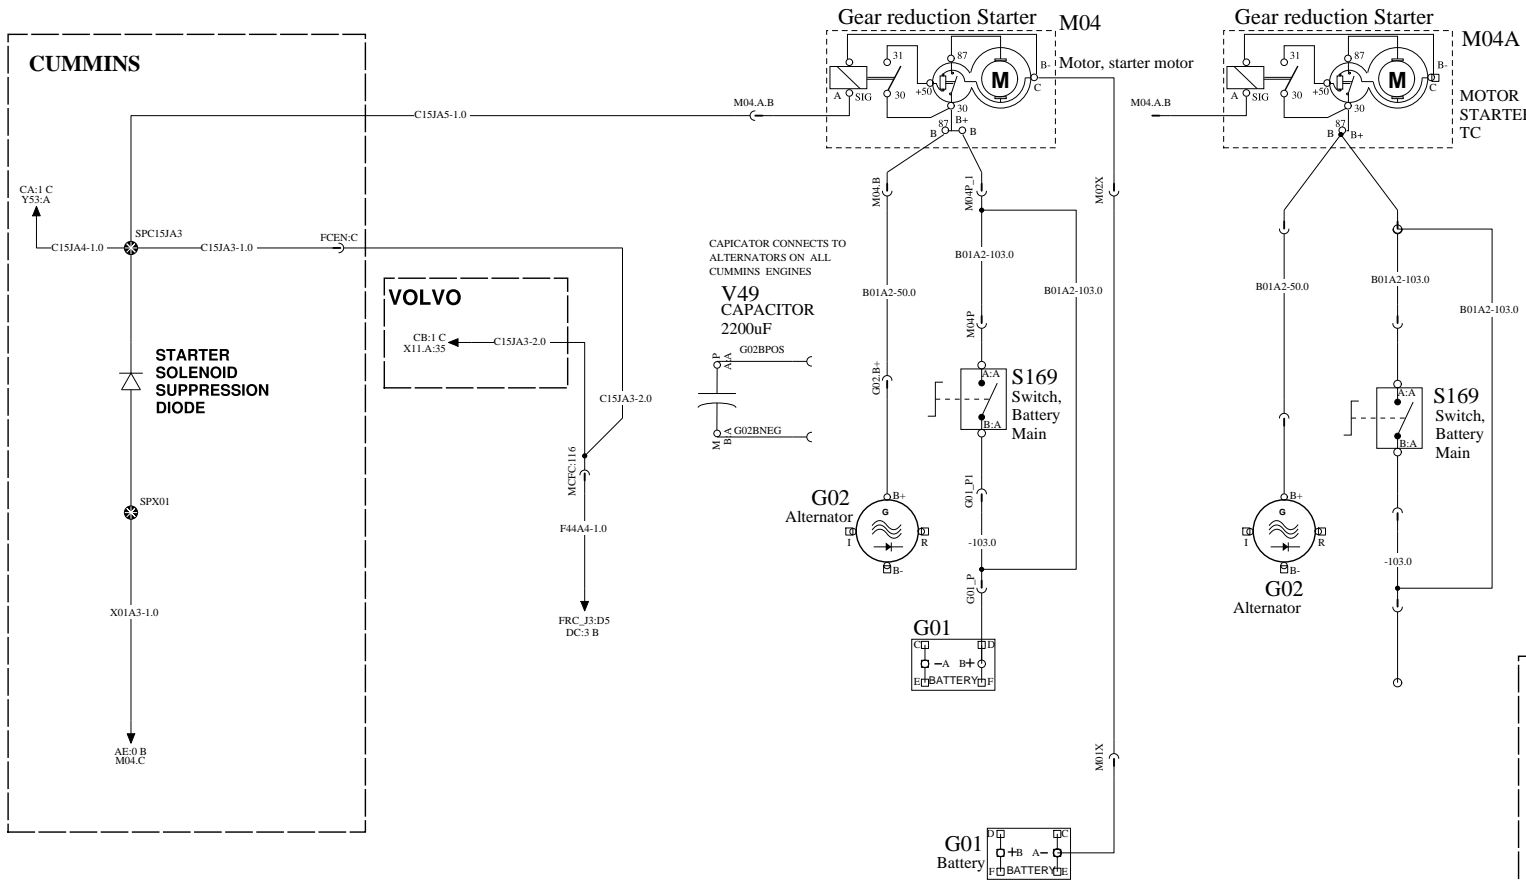 Gear reduction Starter
M04
Gear reduction Starter
M04A
CUMMINS
31
87
B-
C
Motor, starter motor
M
A
SIG
30
+50
30
87
B+
B
B
31
87
B-
C
M
A
SIG
30
+50
30
87
B
B+
MOTOR
STARTER
TC
M04.A.B
C15JA5-1.0
M04.A.B
CA:1 C
Y53:A
SPC15JA3
C15JA4-1.0
C15JA3-1.0
FCEN:C
M04.B
M04P_1
M02X
CAPICATOR CONNECTS TO
ALTERNATORS ON ALL
CUMMINS ENGINES
B01A2-103.0
VOLVO
V49
CAPACITOR
2200uF
B01A2-50.0
B01A2-103.0
B01A2-50.0
B01A2-103.0
B01A2-103.0
CB:1 C
X11.A:35
C15JA3-2.0
M04P
G02BPOS
P
A:A
STARTER
SOLENOID
SUPPRESSION
DIODE
G02.B+
A:A
S169
Switch,
Battery
Main
B:A
C15JA3-2.0
A:A
S169
Switch,
Battery
Main
B:A
M
B:A
G02BNEG
MCFC:116
G01_P1
SPX01
G02
Alternator
B+
G
I
R
B-
F44A4-1.0
-103.0
B+
G
I
R
B-
-103.0
G01_P
G02
Alternator
X01A3-1.0
FRC_J3:D5
DC:3 B
G01
C
D
A
B+
E
BATTERY
F
AE:0 B
M04.C
M01X
G01
Battery
D
C
+B
A-
F
BATTERY
E